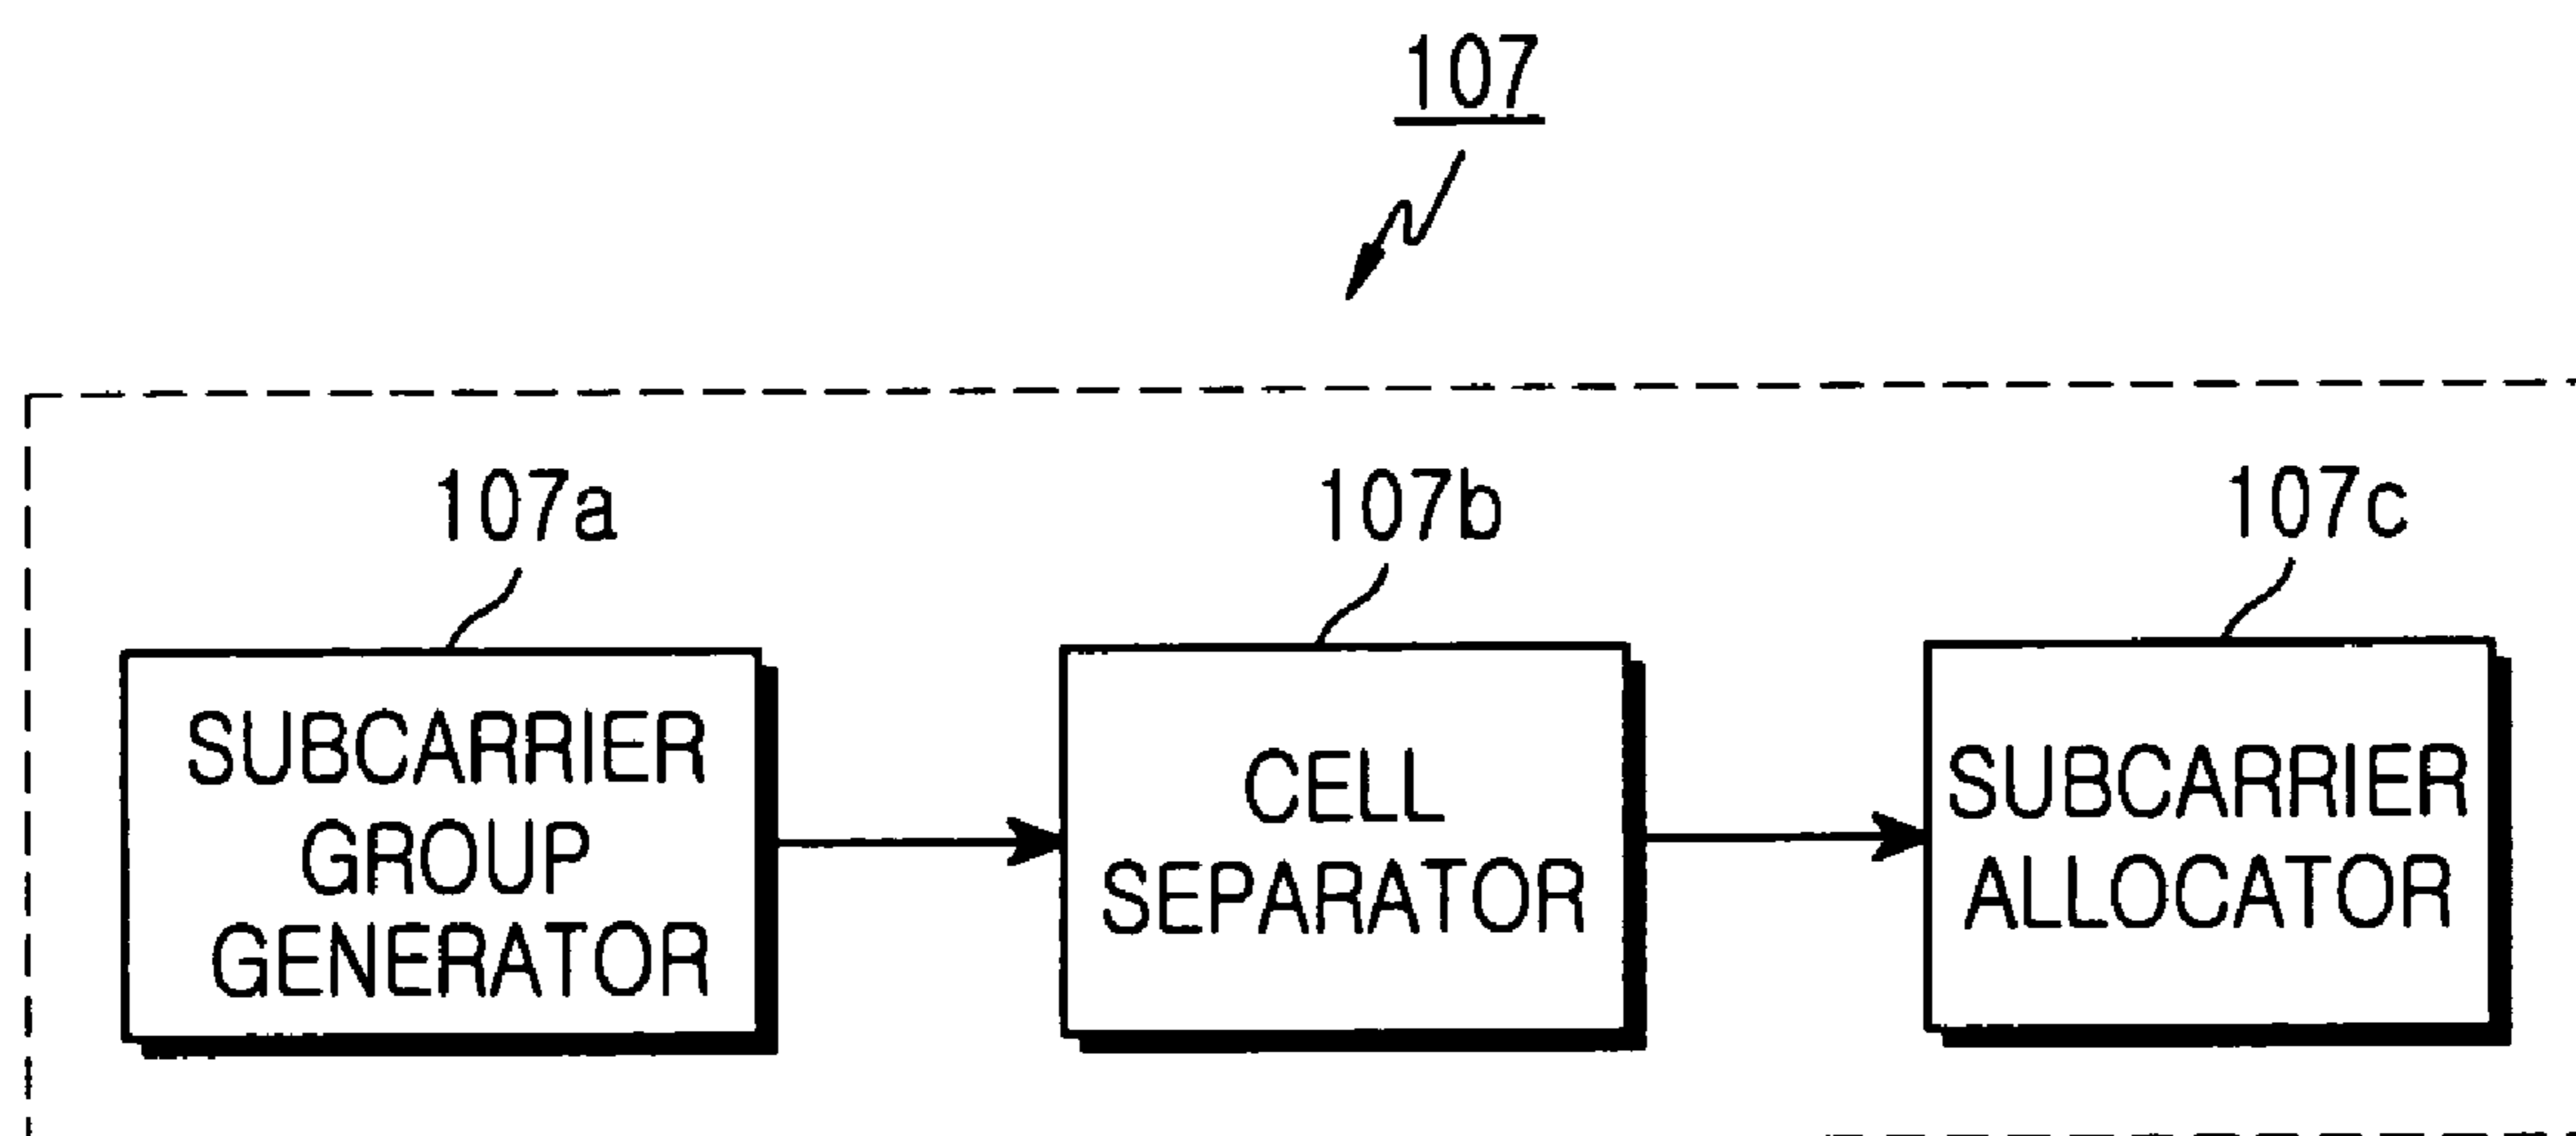 107
107a
107b
107c
SUBCARRIER
GROUP
GENERATOR
CELL
SEPARATOR
SUBCARRIER
ALLOCATOR